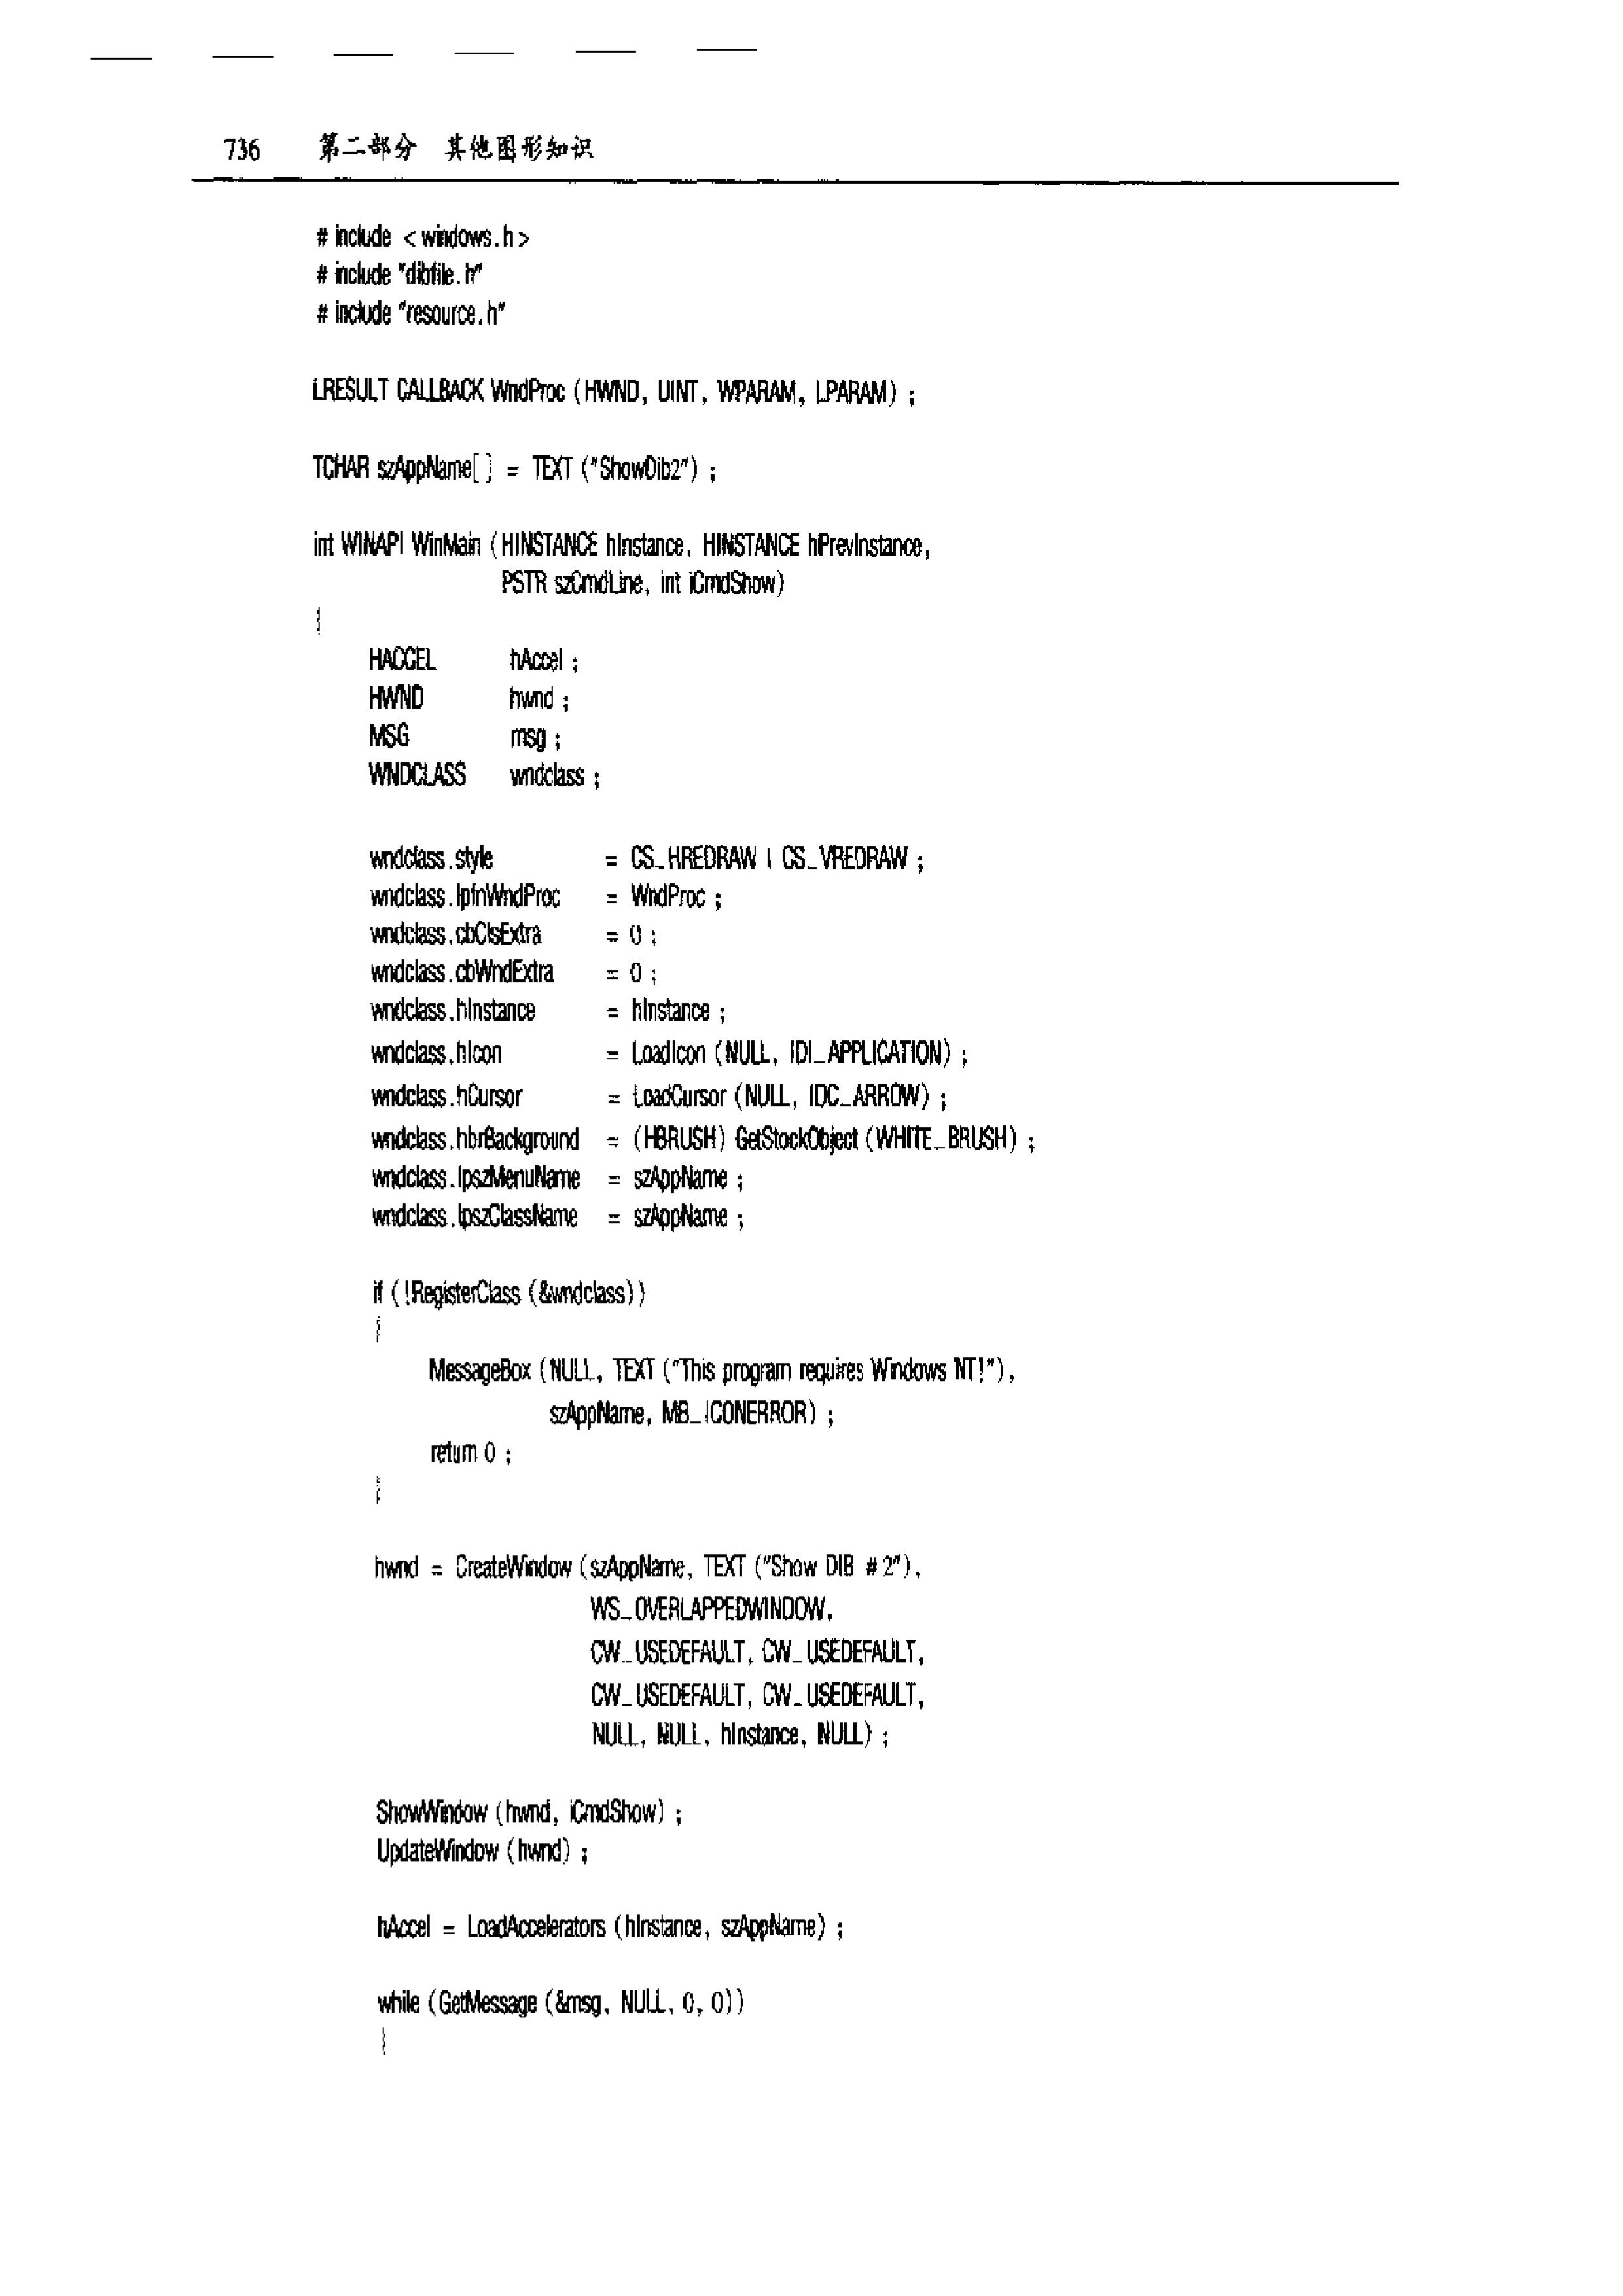 736 第二部分 其他图形知识
# include <windows.h>
# include "dibfile.h"
# include "resource.h"
LRESULT CALLBACK WndProc (HWND, UINT, WPARAM, LPARAM) ;
TCHAR szAppName[] = TEXT ("ShowDib2") ;
int WINAPI WinMain (HINSTANCE hInstance, HINSTANCE hPrevInstance,
PSTR szCmdLine, int iCmdShow)
{
HACCEL hAccel ;
HWND hwnd ;
MSG msg ;
WNDCLASS wndclass ;
wndclass.style = CS_HREDRAW | CS_VREDRAW ;
wndclass.lpfnWndProc = WndProc ;
wndclass.cbClsExtra = 0 ;
wndclass.cbWndExtra = 0 ;
wndclass.hInstance = hInstance ;
wndclass.hIcon = LoadIcon (NULL, IDI_APPLICATION) ;
wndclass.hCursor = LoadCursor (NULL, IDC_ARROW) ;
wndclass.hbrBackground = (HBRUSH) GetStockObject (WHITE_BRUSH) ;
wndclass.lpszMenuName = szAppName ;
wndclass.lpszClassName = szAppName ;
if (!RegisterClass (&wndclass))
{
MessageBox (NULL, TEXT ("This program requires Windows NT!"),
szAppName, MB_ICONERROR) ;
return 0 ;
}
hwnd = CreateWindow (szAppName, TEXT ("Show DIB # 2"),
WS_OVERLAPPEDWINDOW,
CW_USEDEFAULT, CW_USEDEFAULT,
CW_USEDEFAULT, CW_USEDEFAULT,
NULL, NULL, hInstance, NULL) ;
ShowWindow (hwnd, iCmdShow) ;
UpdateWindow (hwnd) ;
hAccel = LoadAccelerators (hInstance, szAppName) ;
while (GetMessage (&msg, NULL, 0, 0))
{